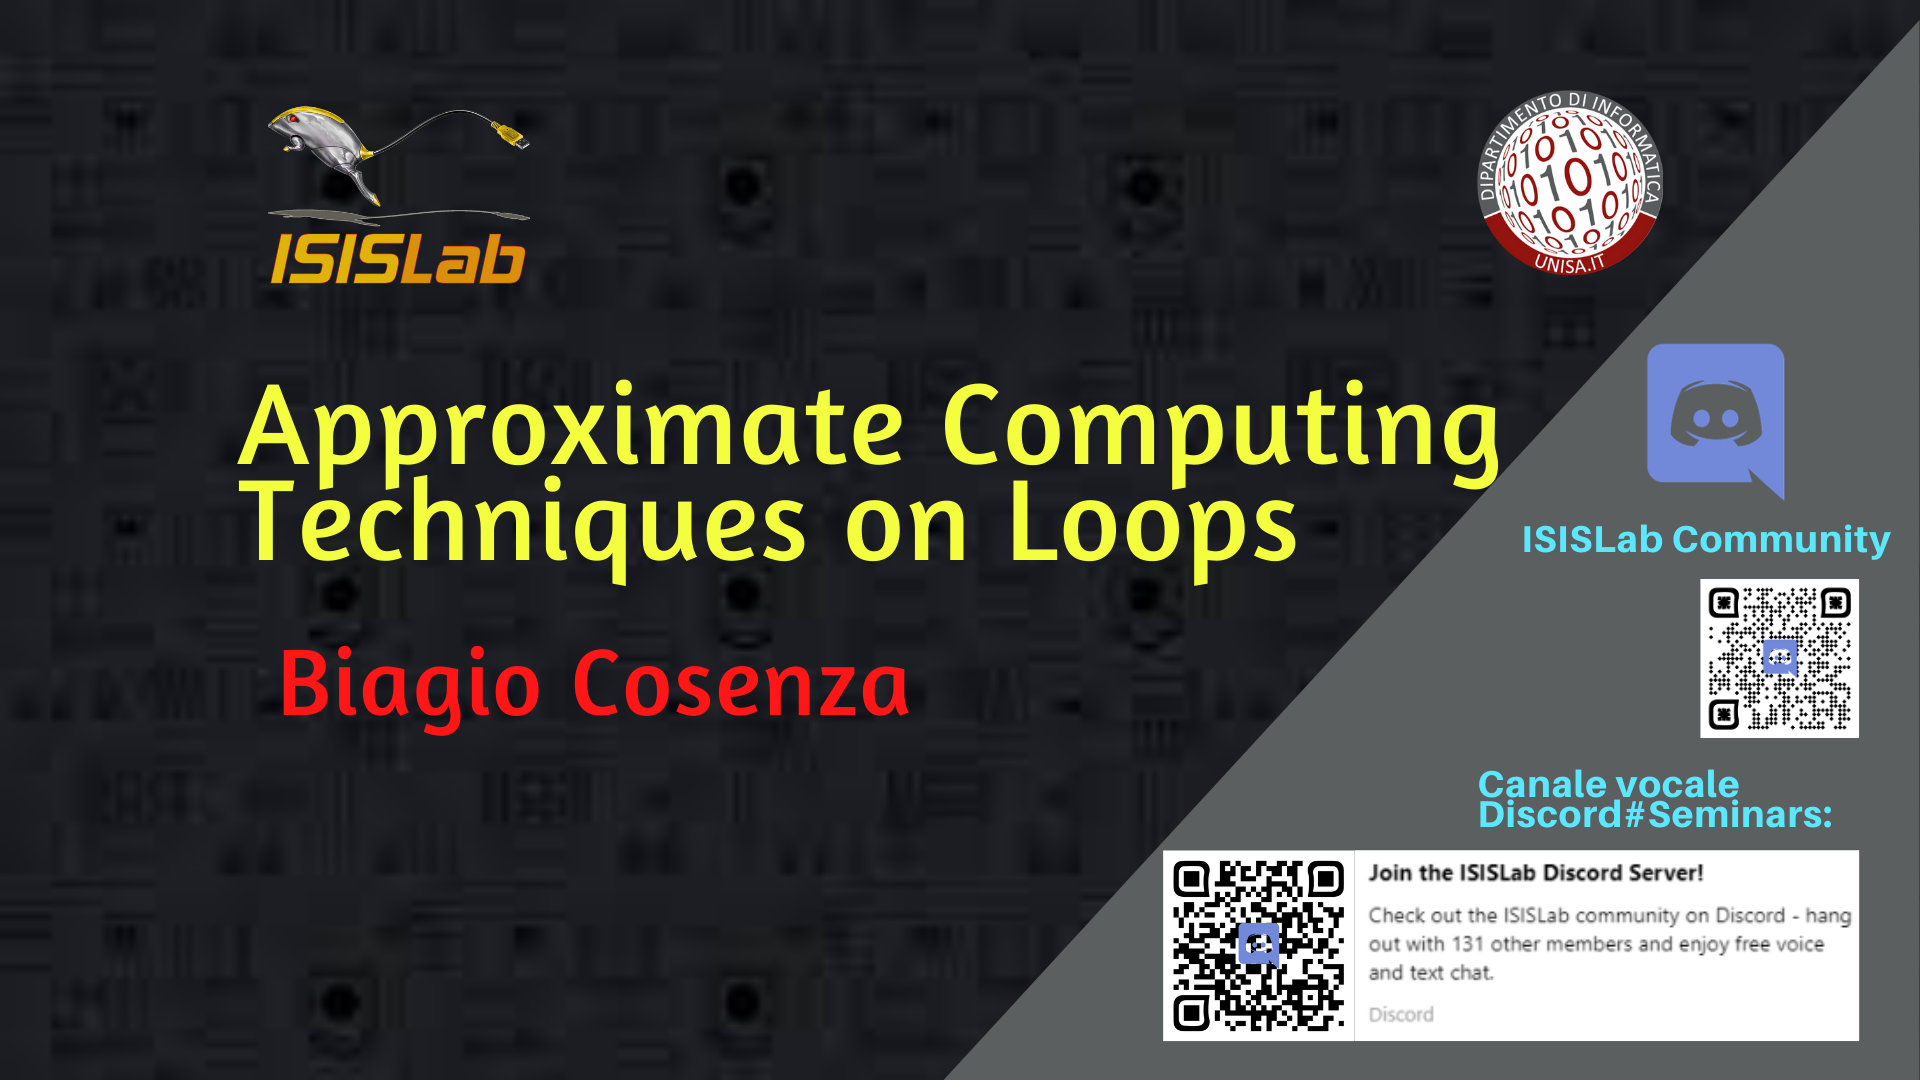 ISISLab
DIPARTIMENTO DI INFORMATICA
UNISA.IT
Approximate Computing
Techniques on Loops
Biagio Cosenza
ISISLab Community
Canale vocale
Discord#Seminars:
Join the ISISLab Discord Server!
Check out the ISISLab community on Discord - hang
out with 131 other members and enjoy free voice
and text chat.
Discord